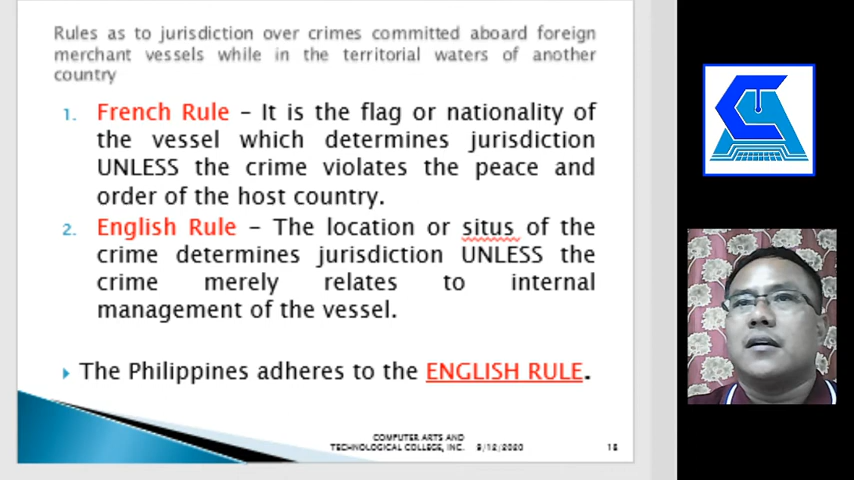 Rules as to jurisdiction over crimes committed aboard foreign
merchant vessels while in the territorial waters of another
country
1. French Rule – It is the flag or nationality of
the vessel which determines jurisdiction
UNLESS the crime violates the peace and
order of the host country.
2. English Rule – The location or situs of the
crime determines jurisdiction UNLESS the
crime merely relates to internal
management of the vessel.
The Philippines adheres to the ENGLISH RULE.
COMPUTER ARTS AND
TECHNOLOGICAL COLLEGE, INC. 9/12/2020 18